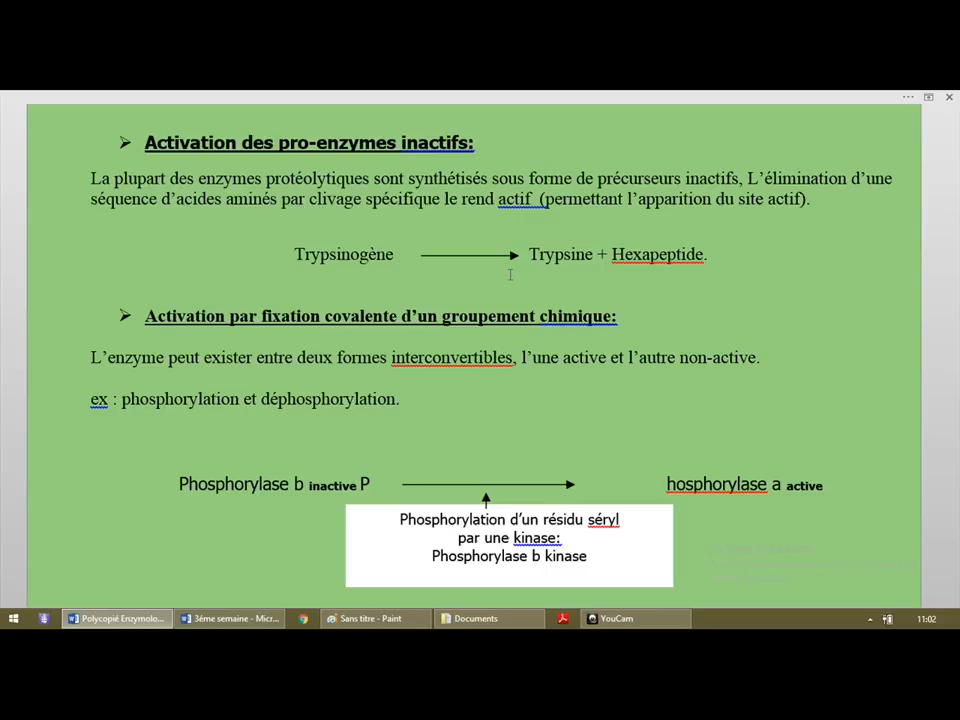 Activation des pro-enzymes inactifs:
La plupart des enzymes protéolytiques sont synthétisés sous forme de précurseurs inactifs, L’élimination d’une
séquence d’acides aminés par clivage spécifique le rend actif (permettant l’apparition du site actif).
Trypsinogène Trypsine + Hexapeptide.
Activation par fixation covalente d’un groupement chimique:
L’enzyme peut exister entre deux formes interconvertibles, l’une active et l’autre non-active.
ex : phosphorylation et déphosphorylation.
Phosphorylase b inactive P hosphorylase a active
Phosphorylation d’un résidu séryl
par une kinase:
Phosphorylase b kinase
Polycopié Enzymolo... 3éme semaine - Micr... Sans titre - Paint Documents YouCam 11:02